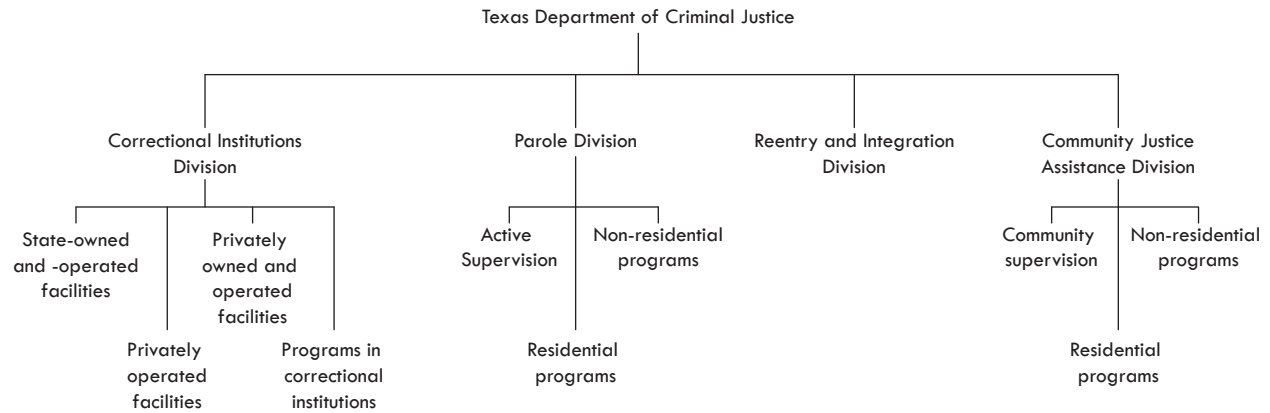 Texas Department of Criminal Justice
Correctional Institutions
Division
Parole Division
Reentry and Integration
Division
Community Justice
Assistance Division
State-owned
and -operated
facilities
Privately
owned and
operated
facilities
Privately
operated
facilities
Programs in
correctional
institutions
Active
Supervision
Non-residential
programs
Residential
programs
Community
supervision
Non-residential
programs
Residential
programs